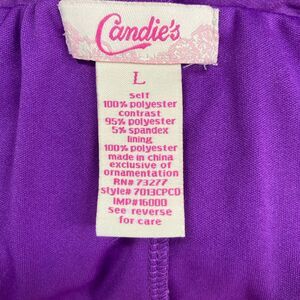 Candie's
L
self
100% polyester
contrast
95% polyester
5% spandex
lining
100% polyester
made in china
exclusive of
ornamentation
RN# 73277
style# 7013CPCD
IMP#1600D
See reverse
for care